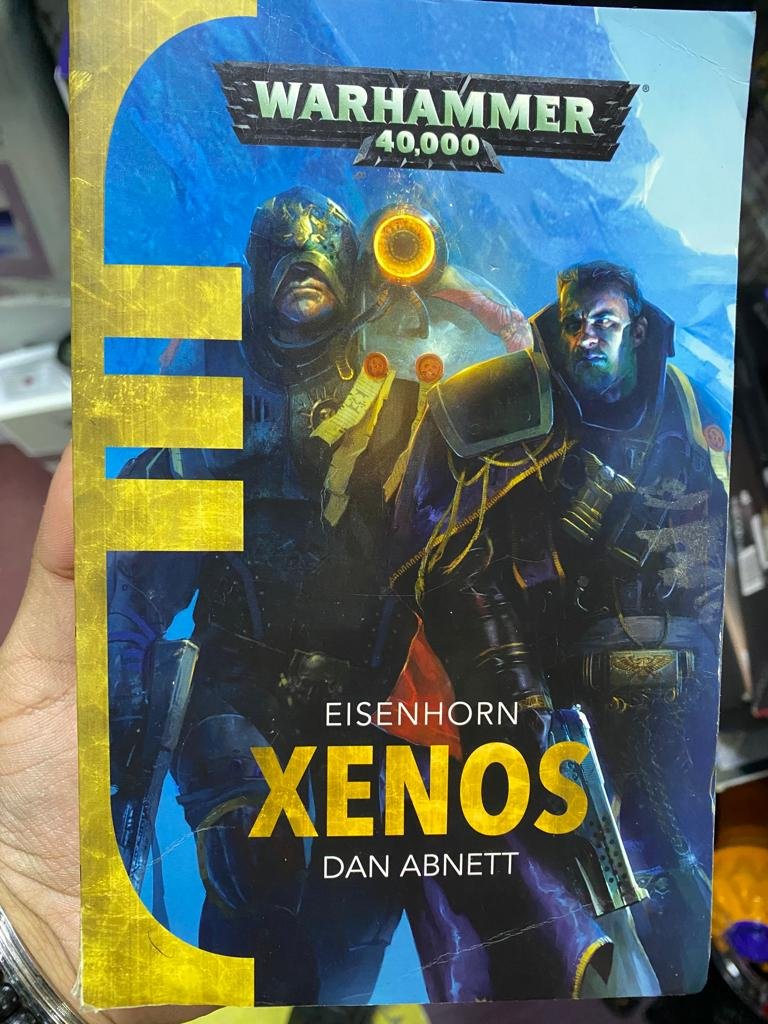 WARHAMMER®
40,000
EISENHORN
XENOS
DAN ABNETT